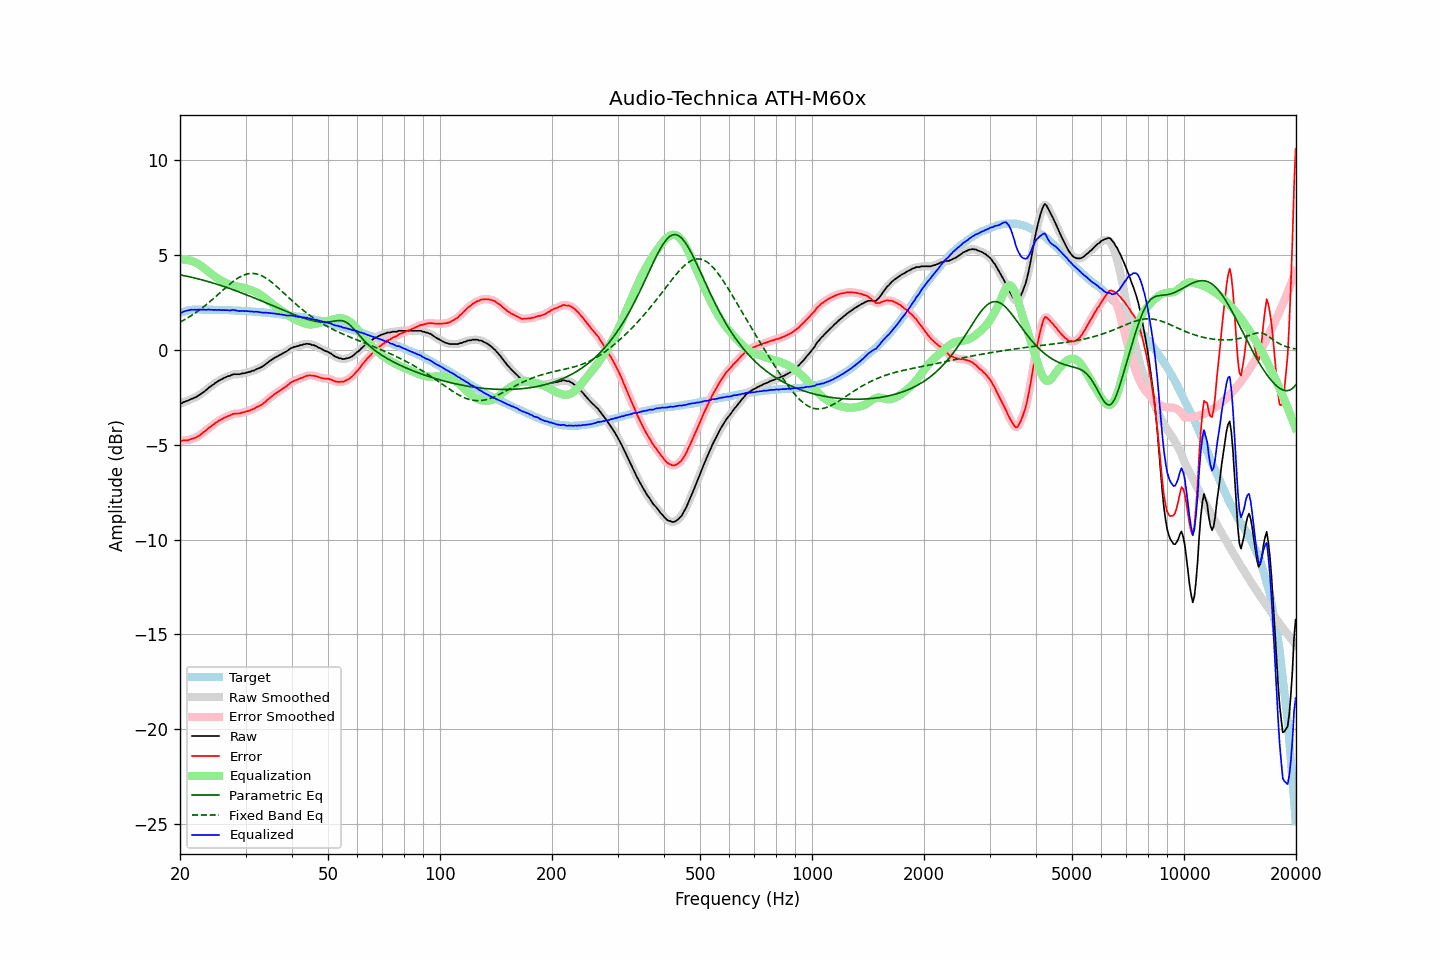 Audio-Technica ATH-M60x
Amplitude (dBr)
10
5
0
−5
−10
−15
−20
−25
Target
Raw Smoothed
Error Smoothed
Raw
Error
Equalization
Parametric Eq
Fixed Band Eq
Equalized
20 50 100 200 500 1000 2000 5000 10000 20000
Frequency (Hz)